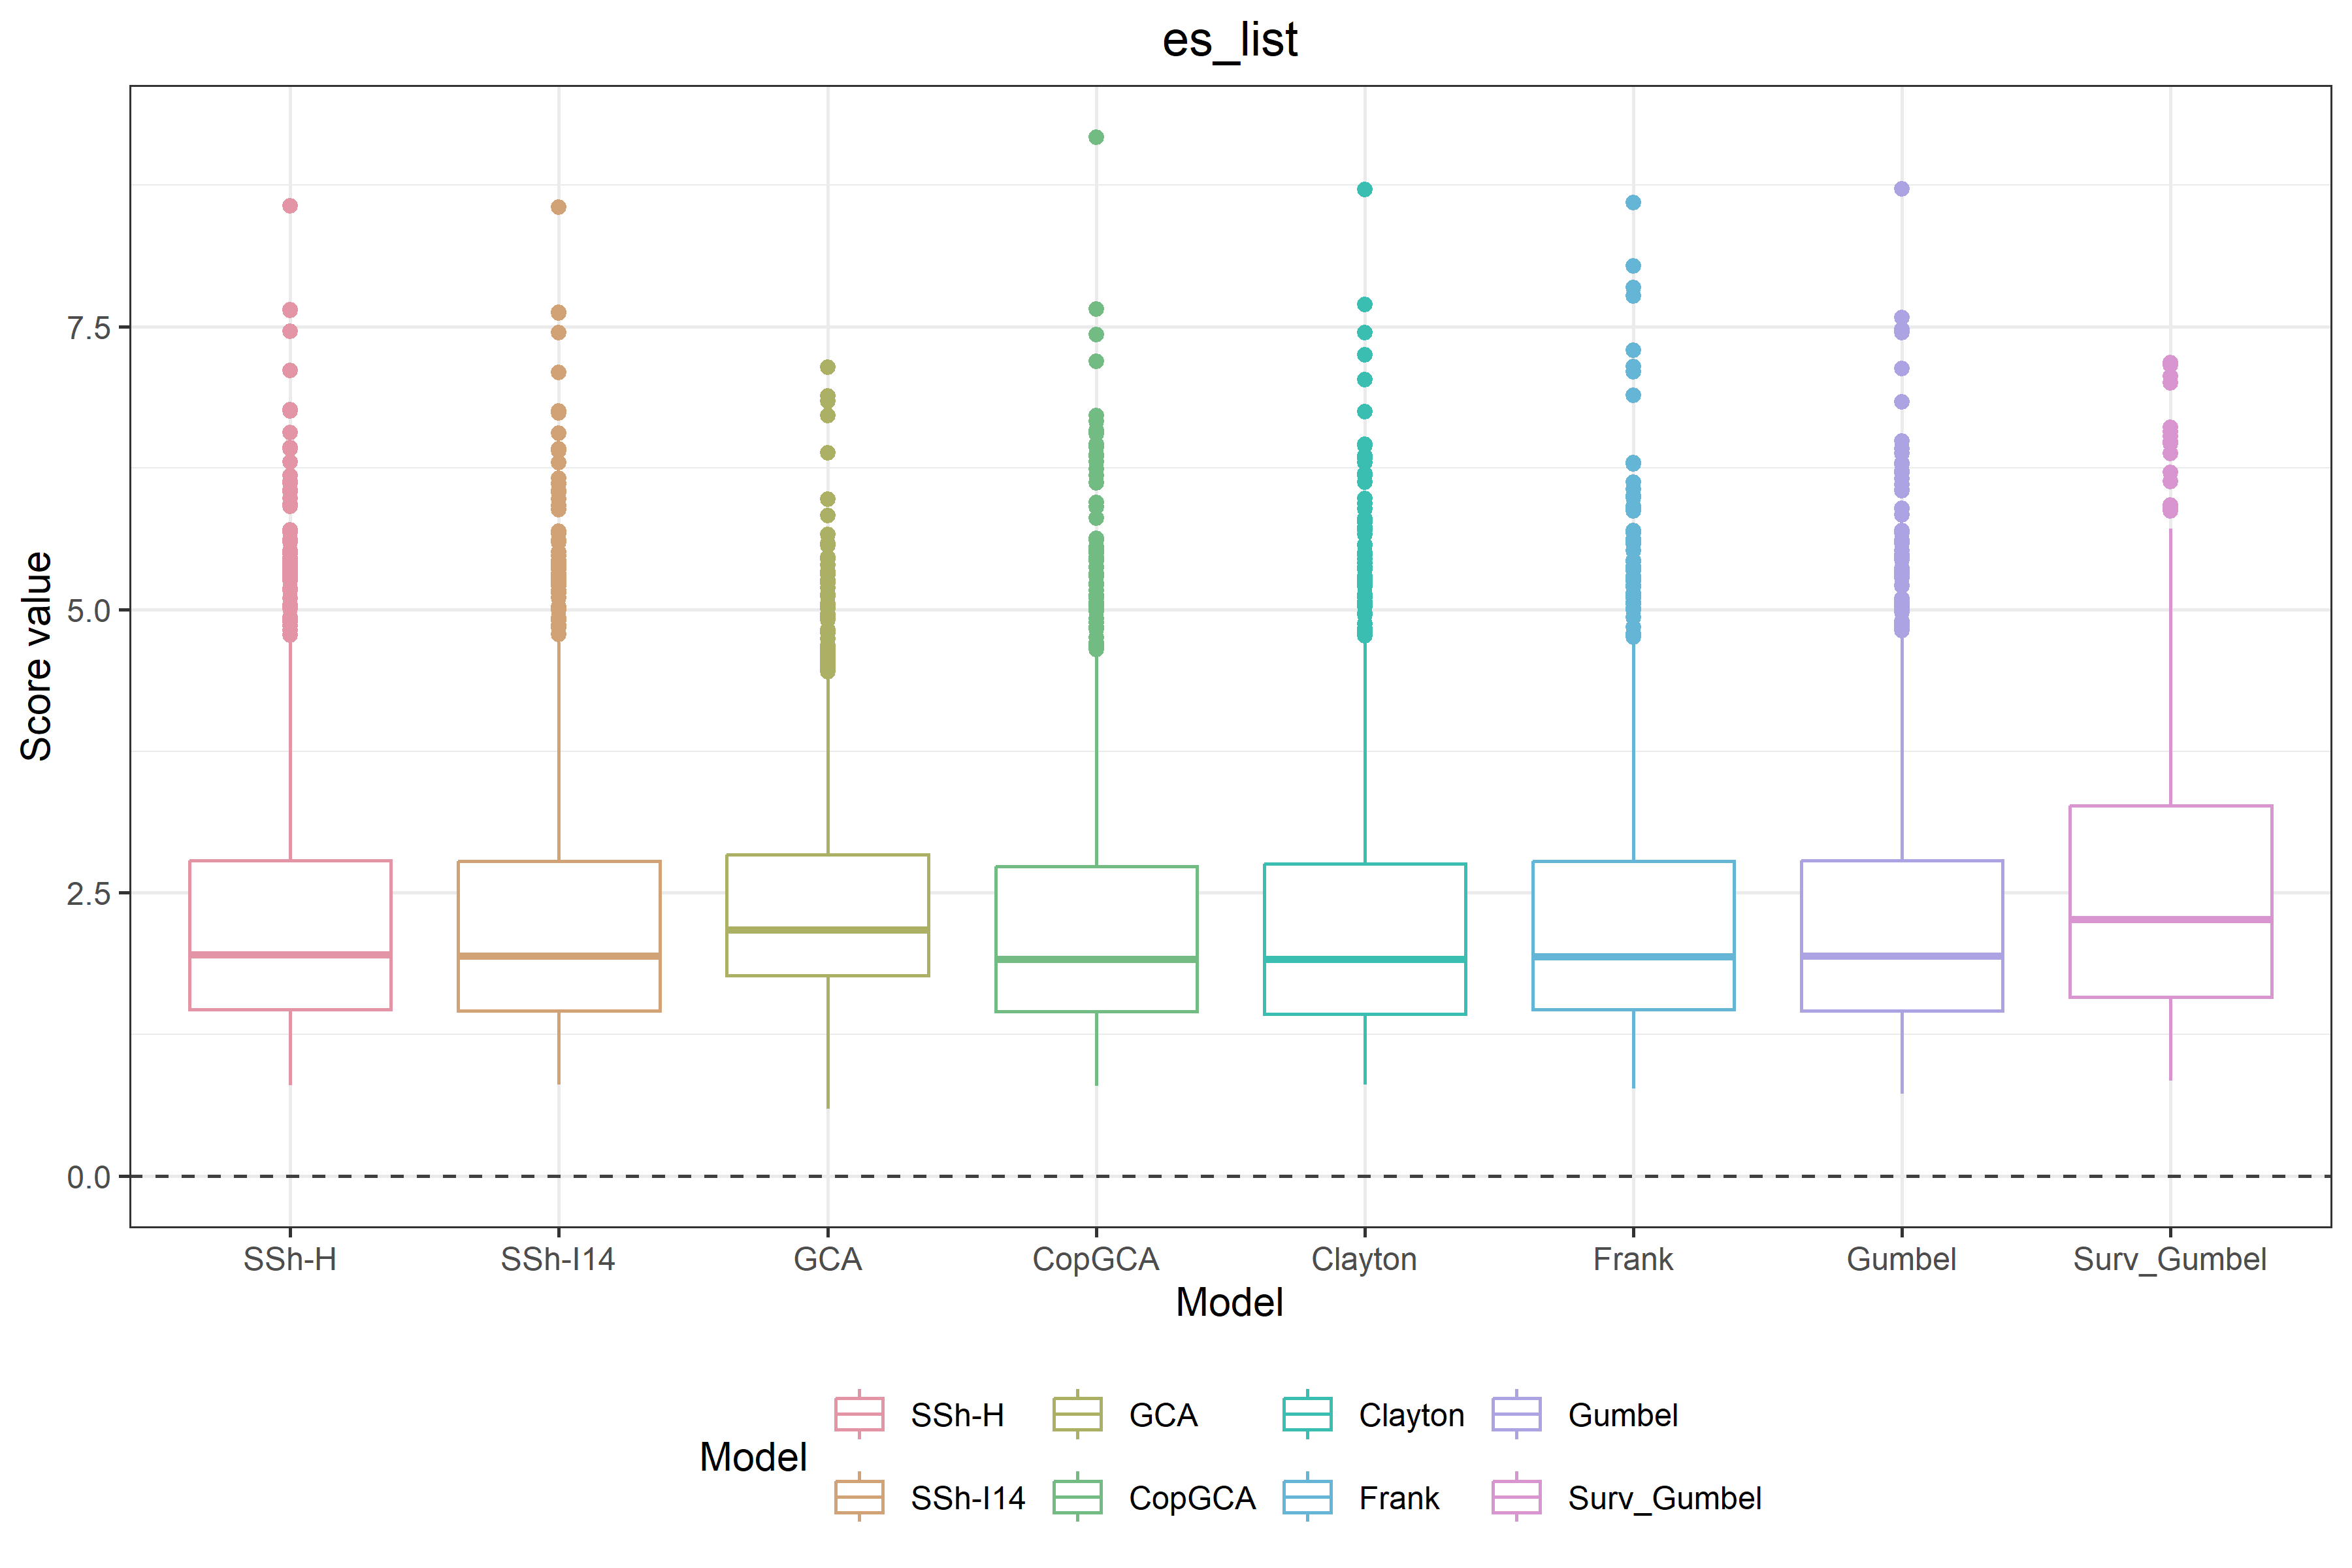 es_list
Score value
7.5
5.0
2.5
0.0
SSh-H SSh-I14 GCA CopGCA Clayton Frank Gumbel Surv_Gumbel
Model
Model
SSh-H GCA Clayton Gumbel
SSh-I14 CopGCA Frank Surv_Gumbel